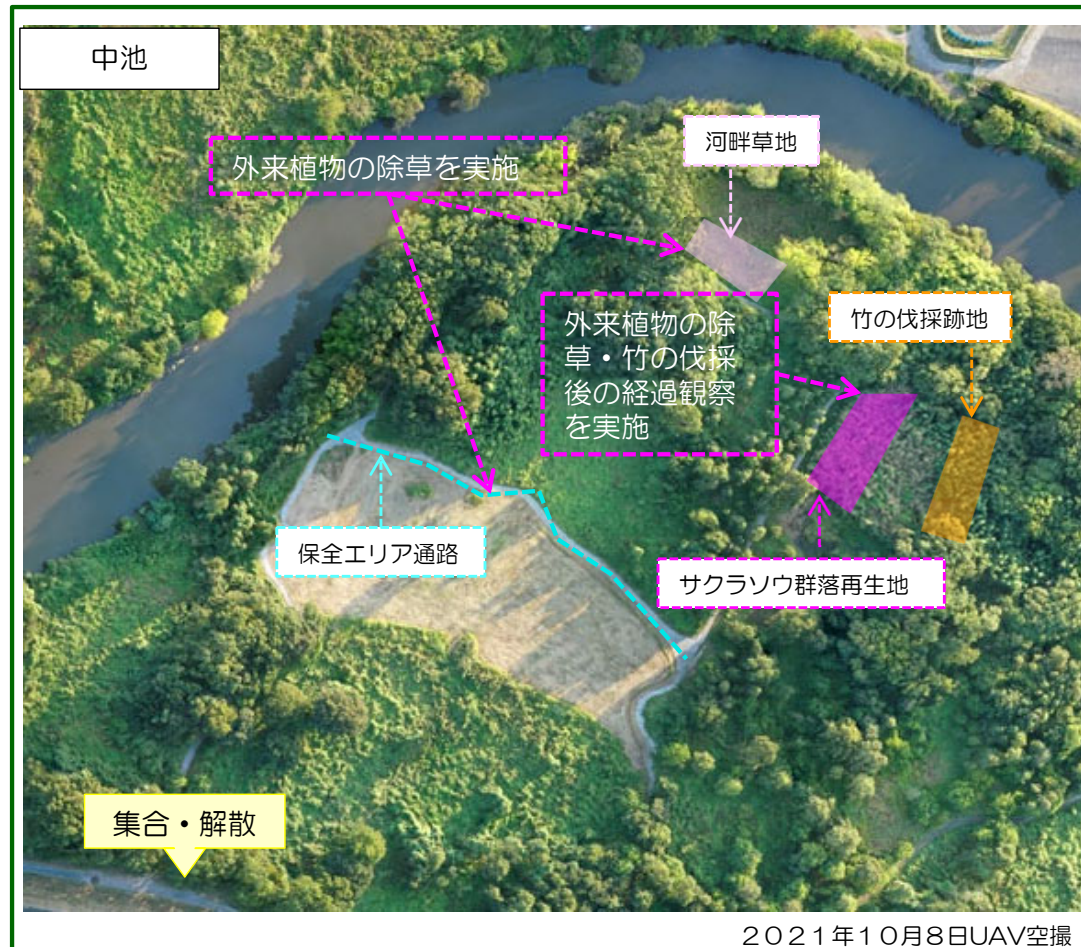 中池
河畔草地
外来植物の除草を実施
竹の伐採跡地
外来植物の除
草・竹の伐採
後の経過観察
を実施
保全エリア通路
サクラソウ群落再生地
集合・解散
2021年10月8日UAV空撮